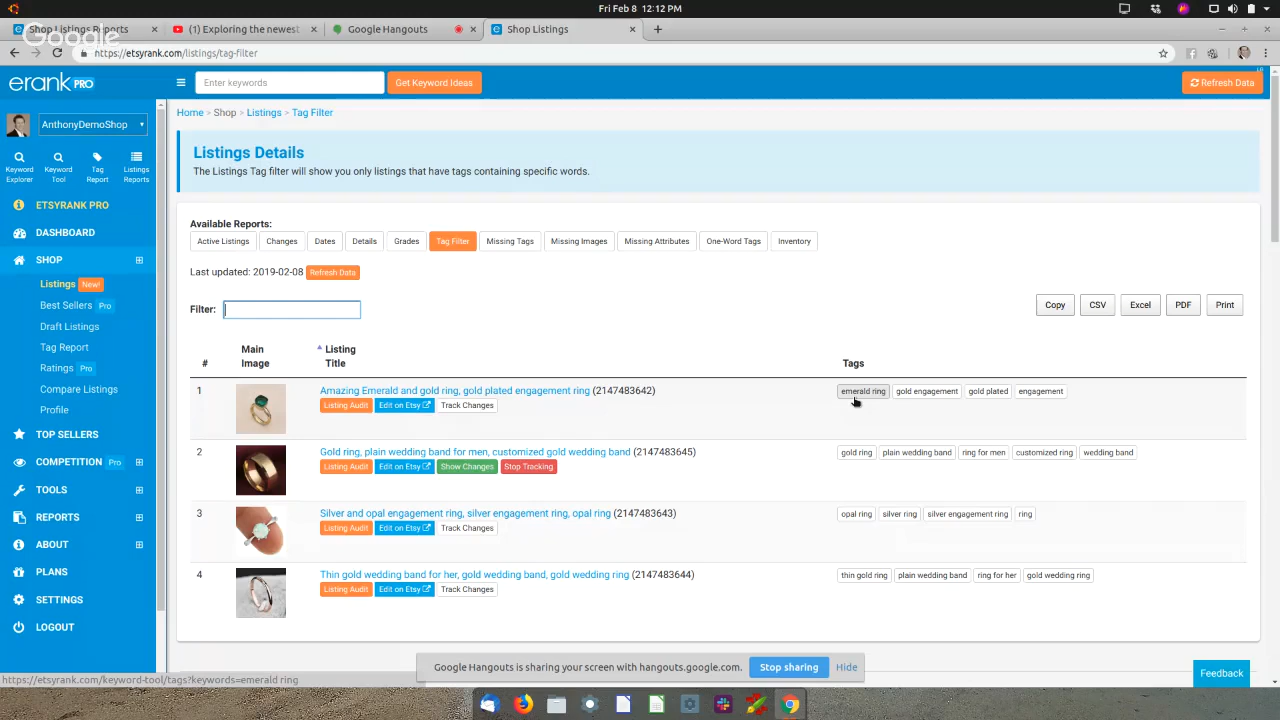 Fri Feb 8 12:12 PM
Shop Listings Reports
(1) Exploring the newest
Google Hangouts
Shop Listings
Google
https://etsyrank.com/listings/tag-filter
erank PRO
Enter keywords
Get Keyword Ideas
Refresh Data
AnthonyDemoShop
Keyword Explorer
Keyword Tool
Tag Report
Listings Reports
ETSYRANK PRO
DASHBOARD
SHOP
Listings New!
Best Sellers Pro
Draft Listings
Tag Report
Ratings Pro
Compare Listings
Profile
TOP SELLERS
COMPETITION Pro
TOOLS
REPORTS
ABOUT
PLANS
SETTINGS
LOGOUT
Home > Shop > Listings > Tag Filter
Listings Details
The Listings Tag filter will show you only listings that have tags containing specific words.
Available Reports:
Active Listings Changes Dates Details Grades Tag Filter Missing Tags Missing Images Missing Attributes One-Word Tags Inventory
Last updated: 2019-02-08 Refresh Data
Filter:
Copy CSV Excel PDF Print
# Main Image Listing Title Tags
1 Amazing Emerald and gold ring, gold plated engagement ring (2147483642) emerald ring gold engagement gold plated engagement
Listing Audit Edit on Etsy Track Changes
2 Gold ring, plain wedding band for men, customized gold wedding band (2147483645) gold ring plain wedding band ring for men customized ring wedding band
Listing Audit Edit on Etsy Show Changes Stop Tracking
3 Silver and opal engagement ring, silver engagement ring, opal ring (2147483643) opal ring silver ring silver engagement ring ring
Listing Audit Edit on Etsy Track Changes
4 Thin gold wedding band for her, gold wedding band, gold wedding ring (2147483644) thin gold ring plain wedding band ring for her gold wedding ring
Listing Audit Edit on Etsy Track Changes
Google Hangouts is sharing your screen with hangouts.google.com. Stop sharing Hide
Feedback
https://etsyrank.com/keyword-tool/tags?keywords=emerald ring